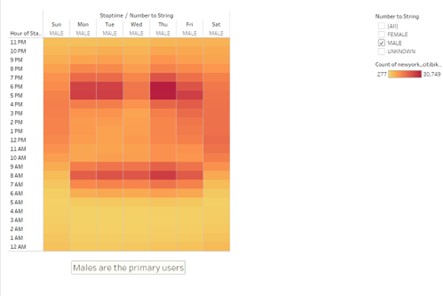 Stoptime / Number to String
Sun Mon Tue Wed Thu Fri Sat
Hour of Sta.. MALE MALE MALE MALE MALE MALE MALE
11 PM
10 PM
9 PM
8 PM
7 PM
6 PM
5 PM
4 PM
3 PM
2 PM
1 PM
12 PM
11 AM
10 AM
9 AM
8 AM
7 AM
6 AM
5 AM
4 AM
3 AM
2 AM
1 AM
12 AM
Males are the primary users
Number to String
(All)
FEMALE
MALE
UNKNOWN
Count of newyork_citibik..
277 30,749